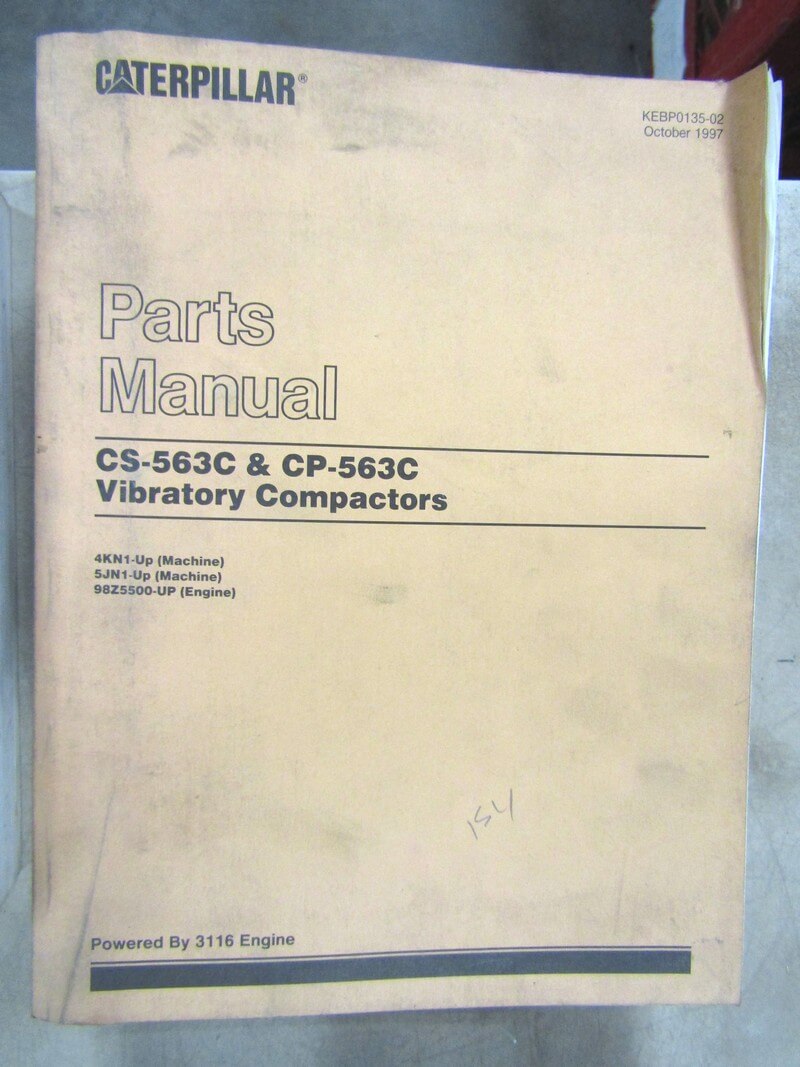 CATERPILLAR®
KEBP0135-02
October 1997
Parts
Manual
CS-563C & CP-563C
Vibratory Compactors
4KN1-Up (Machine)
5JN1-Up (Machine)
98Z5500-UP (Engine)
Powered By 3116 Engine